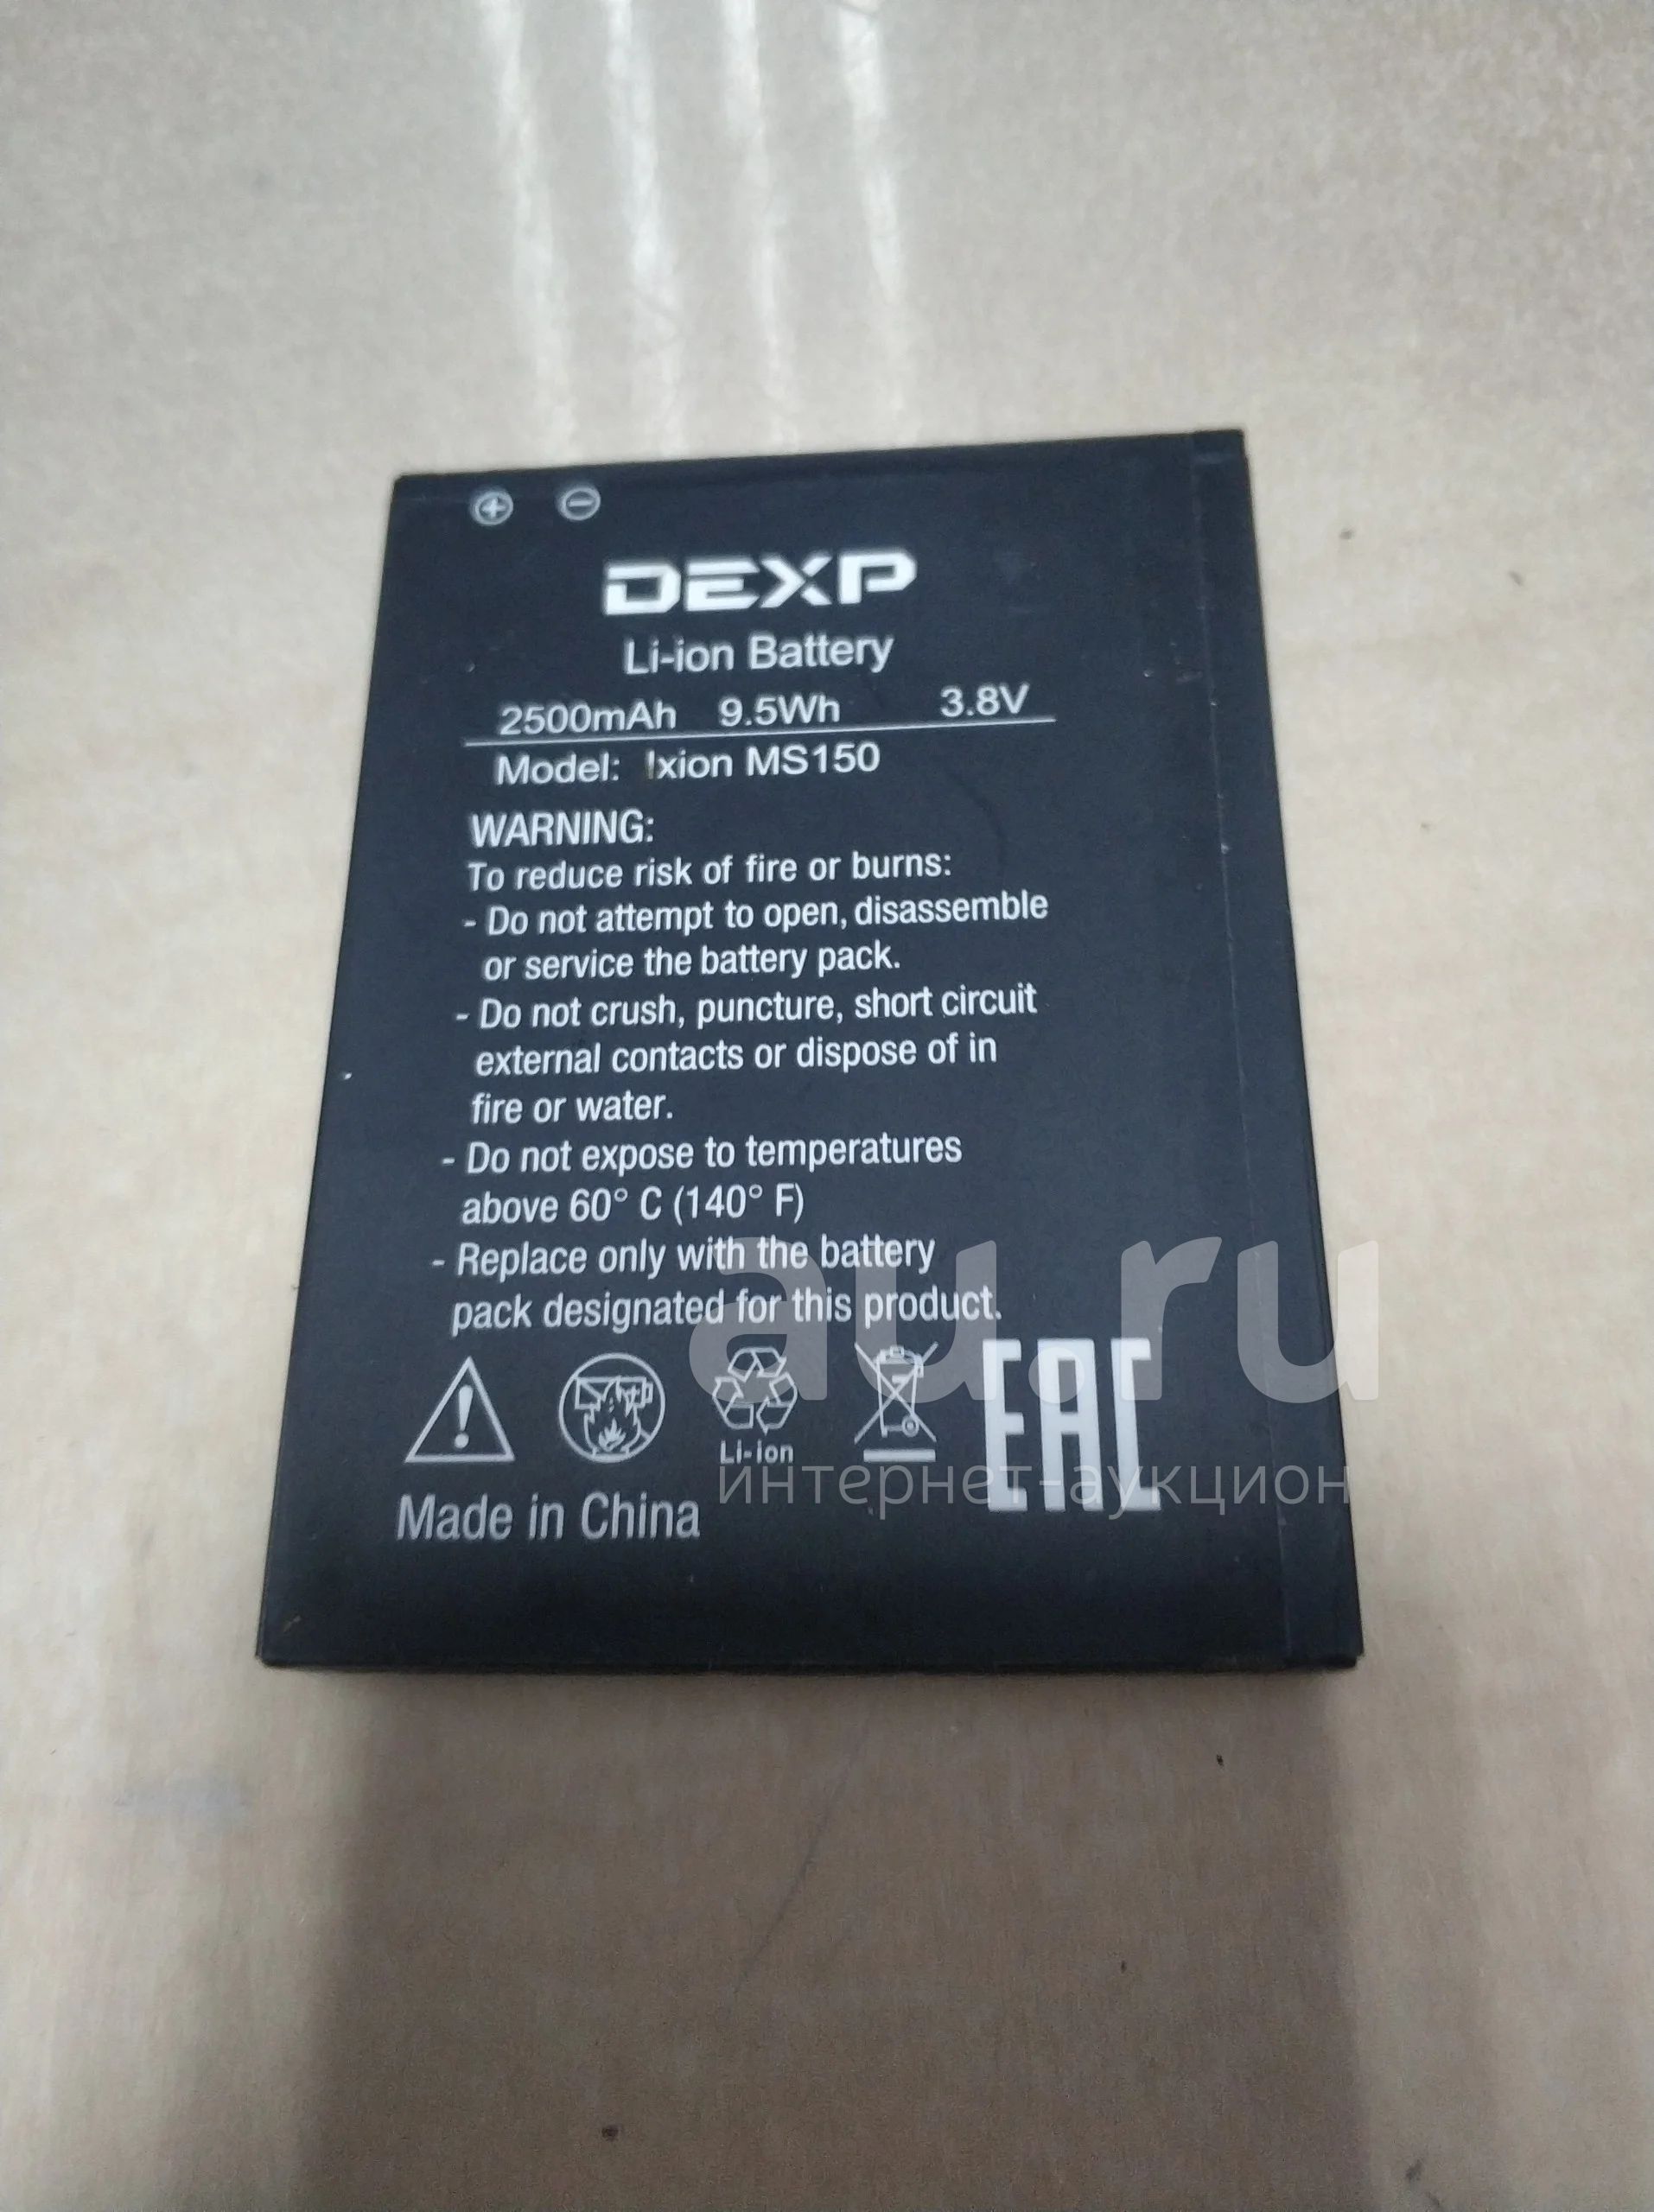 DEXP
Li-ion Battery
2500mAh 9.5Wh 3.8V
Model: Ixion MS150
WARNING:
To reduce risk of fire or burns:
- Do not attempt to open, disassemble
or service the battery pack.
- Do not crush, puncture, short circuit
external contacts or dispose of in
fire or water.
- Do not expose to temperatures
above 60° C (140° F)
- Replace only with the battery
pack designated for this product.
au.ru
Li-ion
EAC
интернет-аукцион
Made in China